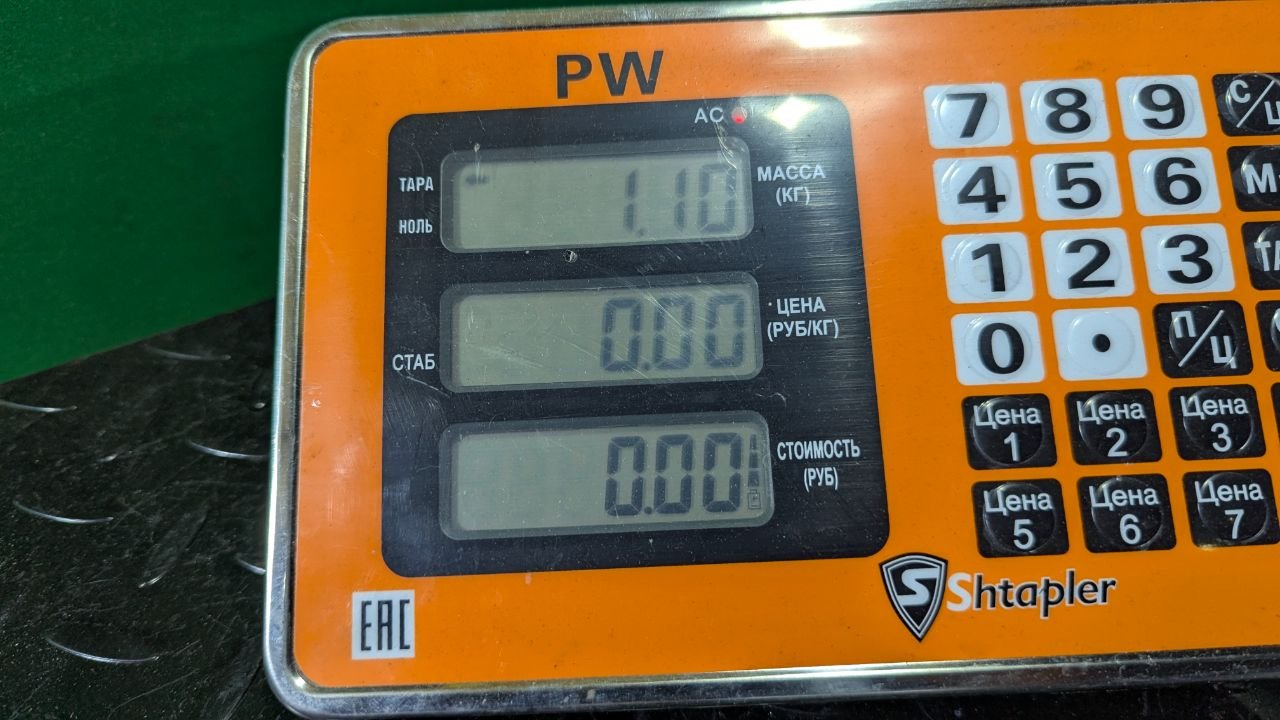 PW
AC
ТАРА
НОЛЬ
1.10
МАССА
(КГ)
СТАБ
0.00
ЦЕНА
(РУБ/КГ)
0.00
СТОИМОСТЬ
(РУБ)
7 8 9 С/Ц
4 5 6
1 2 3
0 . П/Ц
Цена 1
Цена 2
Цена 3
Цена 5
Цена 6
Цена 7
S Shtapler
EAC